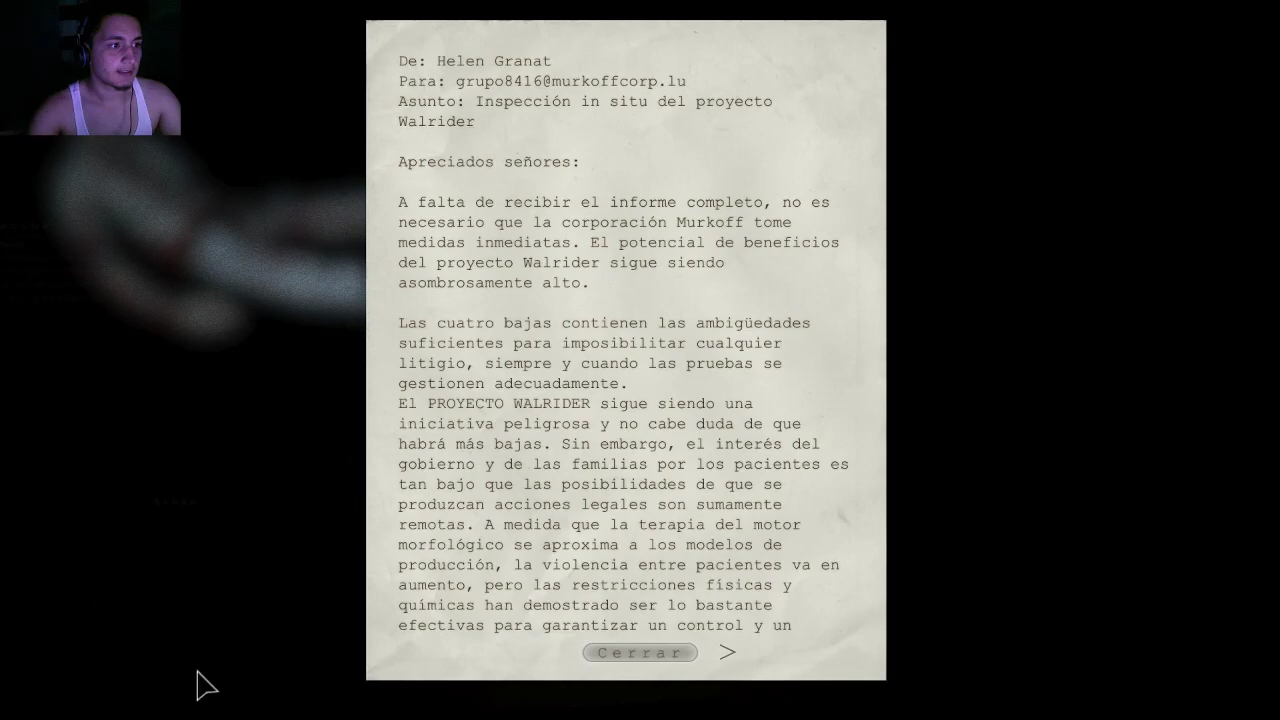 De: Helen Granat
Para: grupo8416@murkoffcorp.lu
Asunto: Inspección in situ del proyecto
Walrider
Apreciados señores:
A falta de recibir el informe completo, no es
necesario que la corporación Murkoff tome
medidas inmediatas. El potencial de beneficios
del proyecto Walrider sigue siendo
asombrosamente alto.
Las cuatro bajas contienen las ambigüedades
suficientes para imposibilitar cualquier
litigio, siempre y cuando las pruebas se
gestionen adecuadamente.
El PROYECTO WALRIDER sigue siendo una
iniciativa peligrosa y no cabe duda de que
habrá más bajas. Sin embargo, el interés del
gobierno y de las familias por los pacientes es
tan bajo que las posibilidades de que se
produzcan acciones legales son sumamente
remotas. A medida que la terapia del motor
morfológico se aproxima a los modelos de
producción, la violencia entre pacientes va en
aumento, pero las restricciones físicas y
químicas han demostrado ser lo bastante
efectivas para garantizar un control y un
Cerrar >